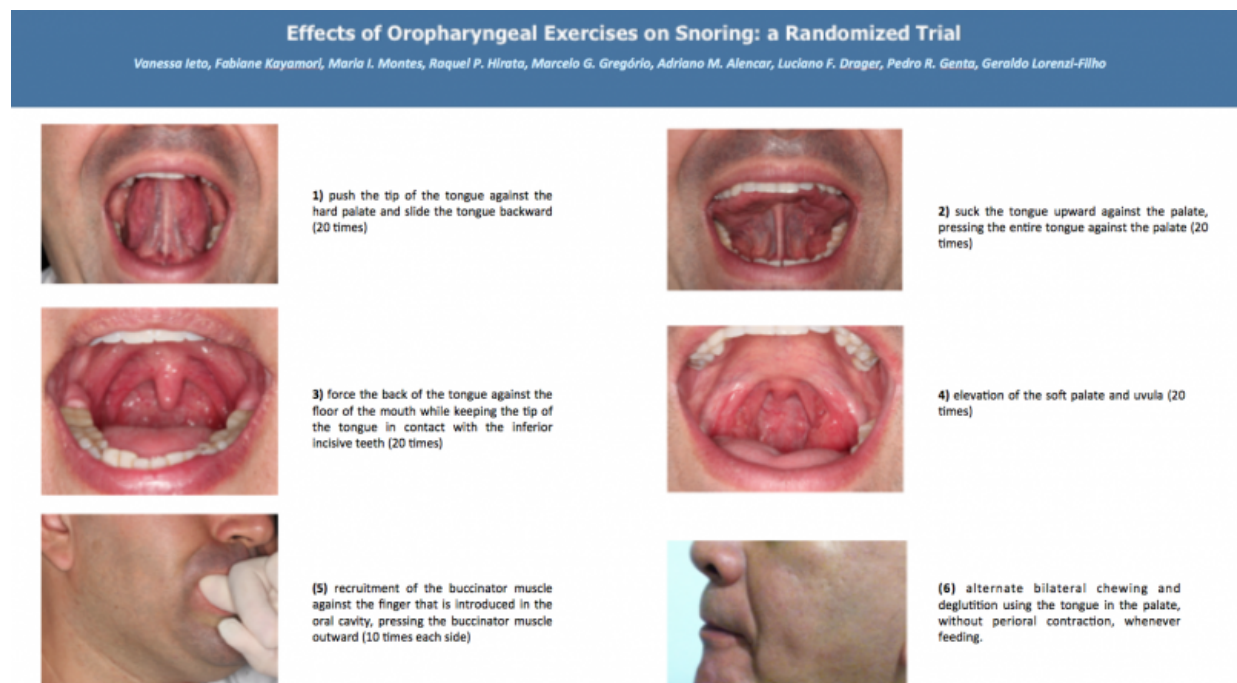 Effects of Oropharyngeal Exercises on Snoring: a Randomized Trial
Vanessa Ieto, Fabiane Kayamori, Maria I. Montes, Raquel P. Hirata, Marcelo G. Gregório, Adriano M. Alencar, Luciano F. Drager, Pedro R. Genta, Geraldo Lorenzi-Filho
1) push the tip of the tongue against the
hard palate and slide the tongue backward
(20 times)
2) suck the tongue upward against the palate,
pressing the entire tongue against the palate (20
times)
3) force the back of the tongue against the
floor of the mouth while keeping the tip of
the tongue in contact with the inferior
incisive teeth (20 times)
4) elevation of the soft palate and uvula (20
times)
(5) recruitment of the buccinator muscle
against the finger that is introduced in the
oral cavity, pressing the buccinator muscle
outward (10 times each side)
(6) alternate bilateral chewing and
deglutition using the tongue in the palate,
without perioral contraction, whenever
feeding.